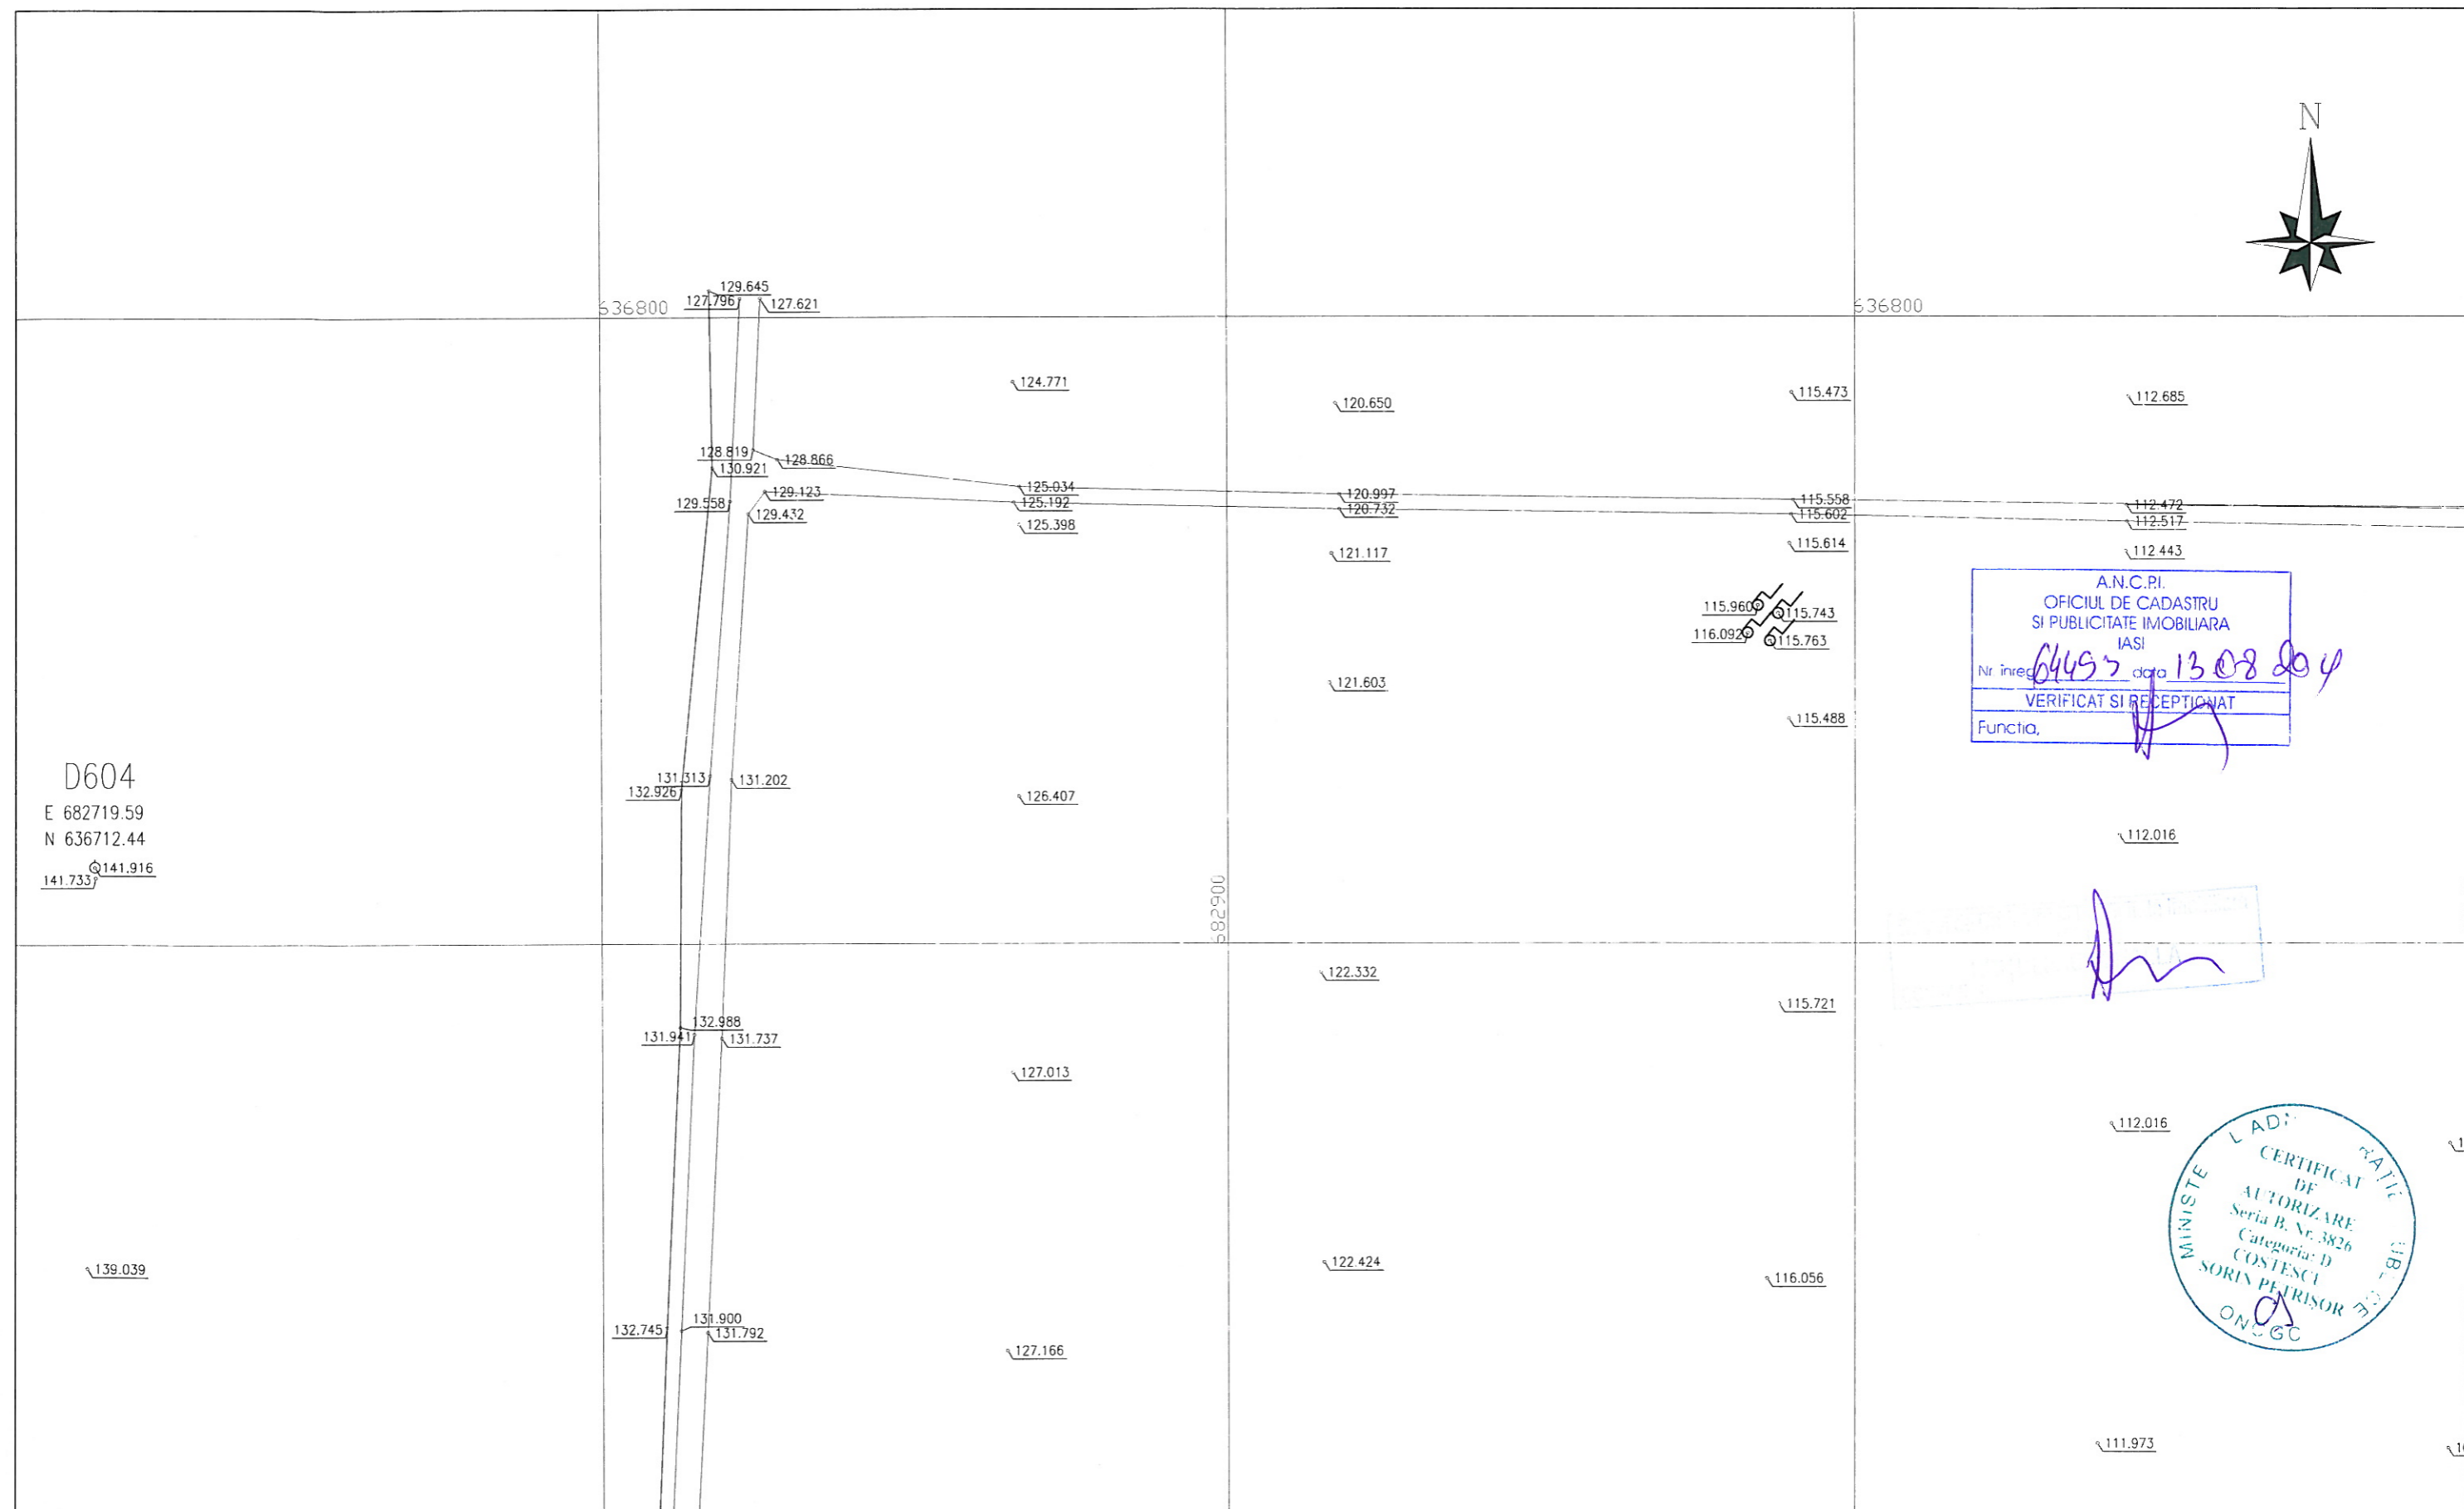 N
129.645
127.796
127.621
636800
636800
124.771
120.650
115.473
112.685
128.819
128.866
130.921
125.034
129.123
120.997
125.192
115.558
112.472
129.558
120.732
129.432
115.602
112.517
125.398
115.614
121.117
112.443
A.N.C.P.I.
OFICIUL DE CADASTRU
SI PUBLICITATE IMOBILIARA
IASI
Nr înreg data 13 08
VERIFICAT SI RECEPTIONAT
Functia,
115.960
115.743
116.092
115.763
121.603
115.488
D604
E 682719.59
N 636712.44
141.916
141.733
131.313
131.202
132.926
126.407
112.016
682900
122.332
115.721
132.988
131.941
131.737
127.013
112.016
MINISTE
CERTIFICAT
DE
AUTORIZARE
Seria B, Nr. 3826
Categoria: D
COSTESCU
SORIN PETRIȘOR
139.039
122.424
116.056
131.900
132.745
131.792
127.166
111.973